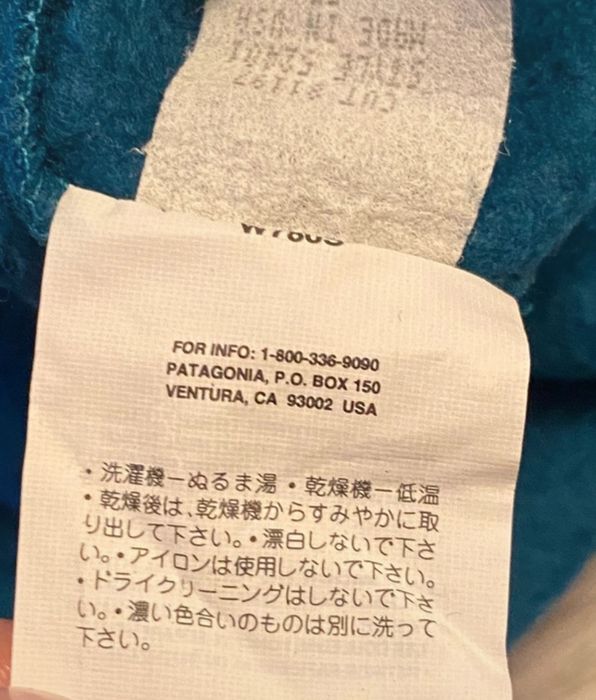 MADE IN USA
STYLE
CUT
FOR INFO: 1-800-336-9090
PATAGONIA, P.O. BOX 150
VENTURA, CA 93002 USA
・洗濯機ーぬるま湯・乾燥機ー低温
・乾燥後は、乾燥機からすみやかに取
り出して下さい。・漂白しないで下さ
い。・アイロンは使用しないで下さい。
・ドライクリーニングはしないで下さ
い。・濃い色合いのものは別に洗って
下さい。